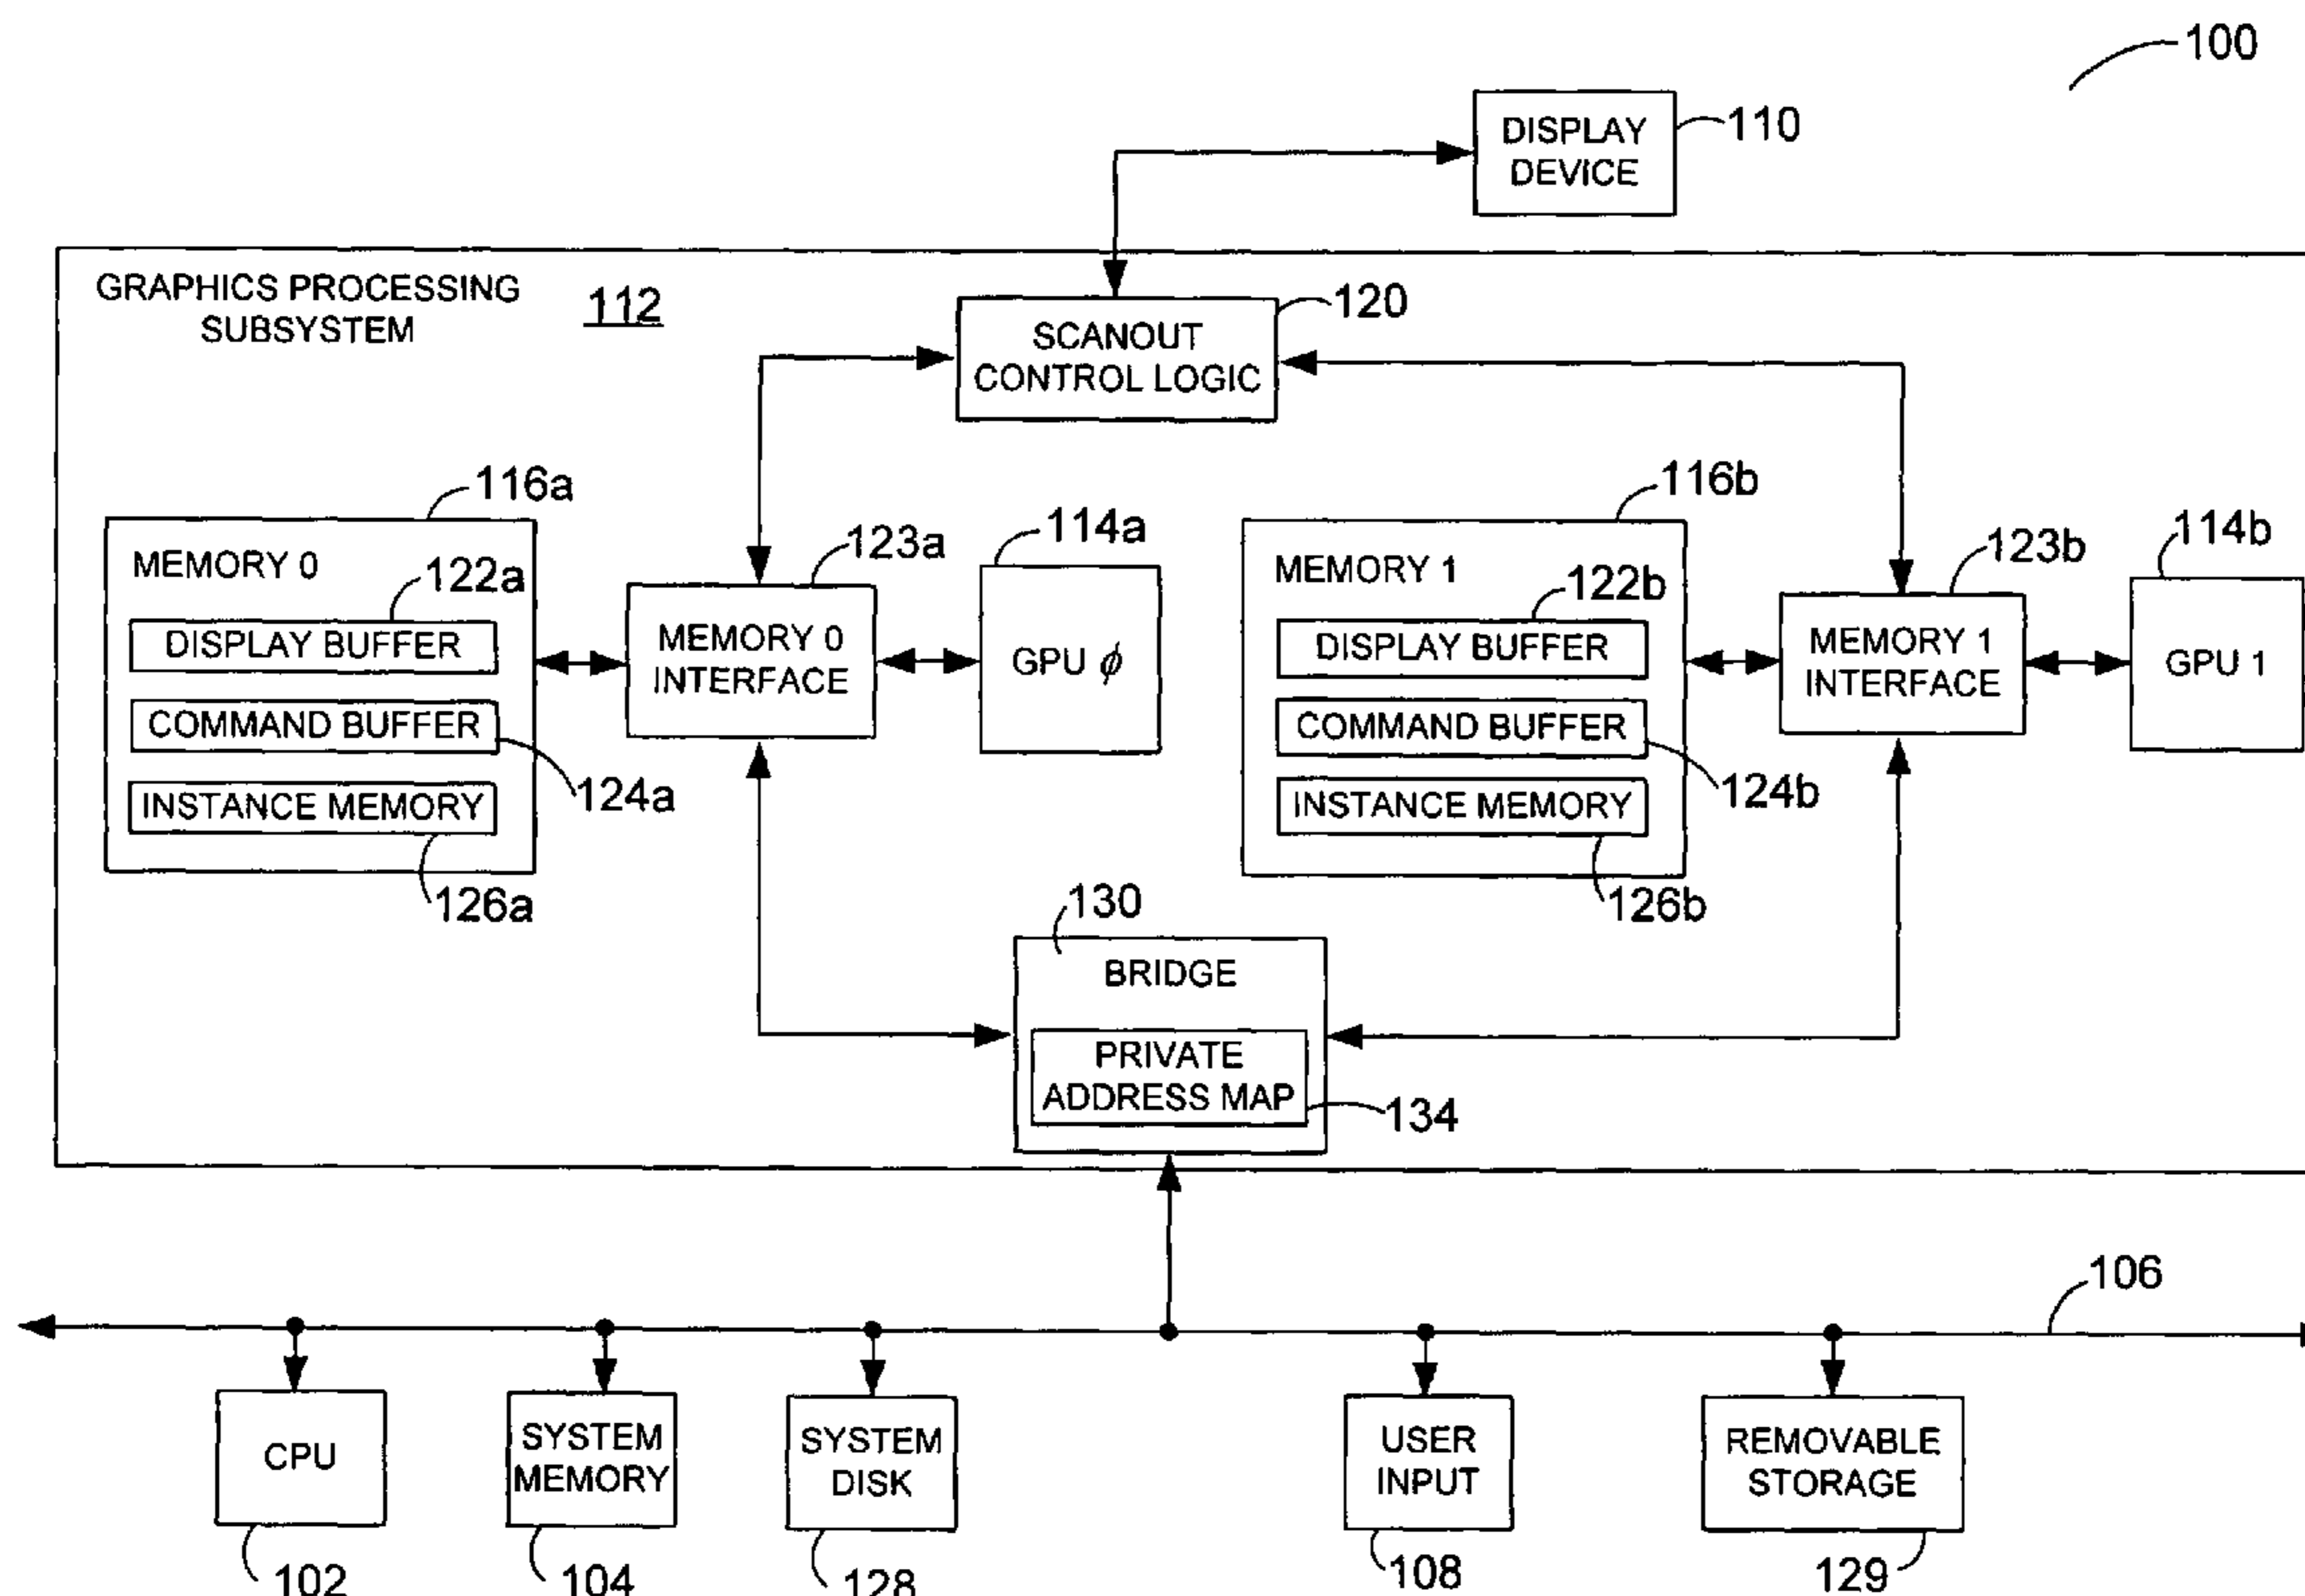 100
DISPLAY
DEVICE
110
GRAPHICS PROCESSING
SUBSYSTEM
112
SCANOUT
CONTROL LOGIC
120
116a
MEMORY 0
122a
DISPLAY BUFFER
COMMAND BUFFER
124a
INSTANCE MEMORY
126a
123a
MEMORY 0
INTERFACE
114a
GPU ϕ
116b
MEMORY 1
122b
DISPLAY BUFFER
COMMAND BUFFER
124b
INSTANCE MEMORY
126b
123b
MEMORY 1
INTERFACE
114b
GPU 1
130
BRIDGE
PRIVATE
ADDRESS MAP
134
106
CPU
102
SYSTEM
MEMORY
104
SYSTEM
DISK
128
USER
INPUT
108
REMOVABLE
STORAGE
129